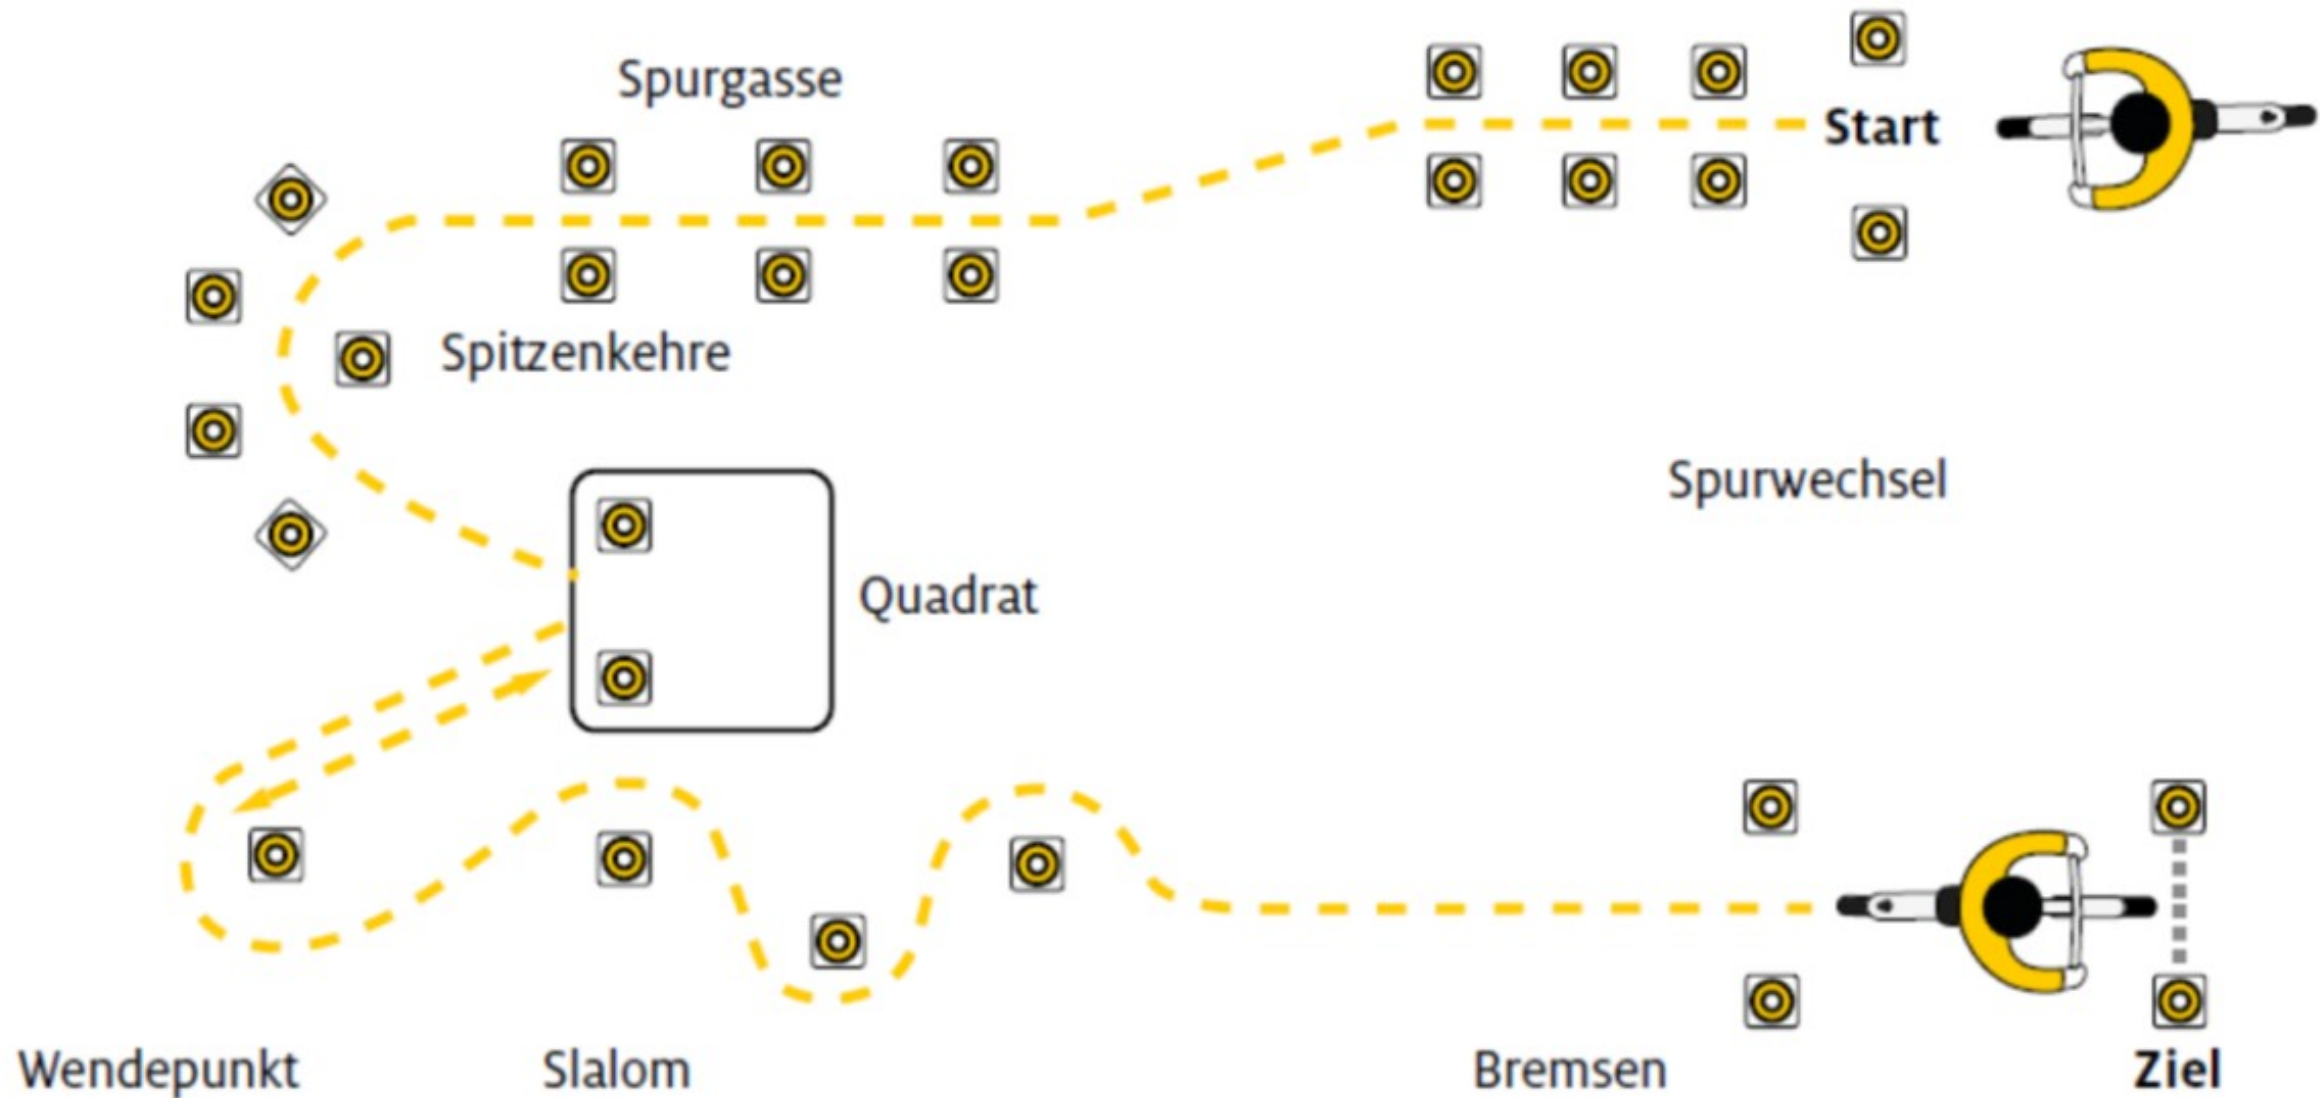 Spurgasse
Start
Spitzenkehre
Spurwechsel
Quadrat
Wendepunkt
Slalom
Bremsen
Ziel